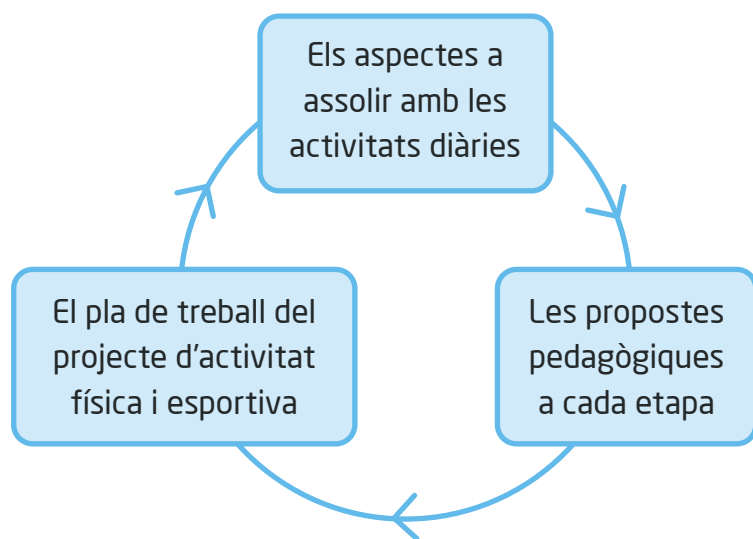 Els aspectes a
assolir amb les
activitats diàries
El pla de treball del
projecte d’activitat
física i esportiva
Les propostes
pedagògiques
a cada etapa